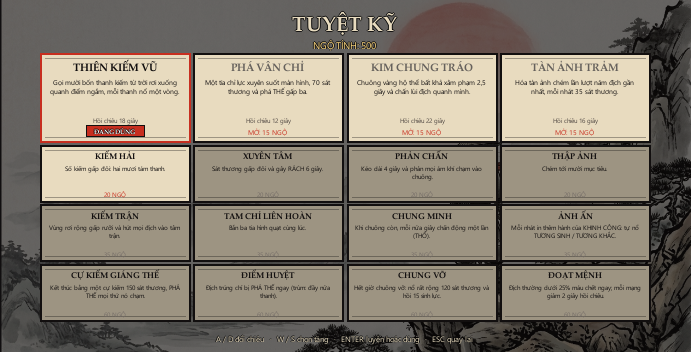 TUYỆT KỸ
NGỘ TÍNH: 500
THIÊN KIẾM VŨ
Gọi mười bốn thanh kiếm từ trời rơi xuống
quanh điểm ngắm, mỗi thanh nổ một vòng.
Hồi chiêu 18 giây
ĐANG DÙNG
PHÁ VÂN CHỈ
Một tia chỉ lực xuyên suốt màn hình, 70 sát
thương và phá THẾ gấp ba.
Hồi chiêu 12 giây
MỞ: 15 NGỘ
KIM CHUNG TRÁO
Chuông vàng hộ thể bất khả xâm phạm 2,5
giây và chấn lùi địch quanh mình.
Hồi chiêu 22 giây
MỞ: 15 NGỘ
TÀN ẢNH TRẢM
Hóa tàn ảnh chém lần lượt năm địch gần
nhất, mỗi nhát 35 sát thương.
Hồi chiêu 16 giây
MỞ: 15 NGỘ
KIẾM HẢI
Số kiếm gấp đôi: hai mươi tám thanh.
20 NGỘ
XUYÊN TÂM
Sát thương gấp đôi và gây RÁCH 6 giây.
20 NGỘ
PHẢN CHẤN
Kéo dài 4 giây và phản mọi ám khí chạm vào
chuông.
20 NGỘ
THẬP ẢNH
Chém tới mười mục tiêu.
20 NGỘ
KIẾM TRẬN
Vùng rơi rộng gấp rưỡi và hút mọi địch vào tâm
trận.
TAM CHỈ LIÊN HOÀN
Bắn ba tia hình quạt cùng lúc.
CHUNG MINH
Khi chuông còn, mỗi nửa giây chấn động một lần
(THỔ).
ÁM ẤN
Mỗi nhát in thêm hành của KHINH CÔNG: tự nổ
TƯƠNG SINH / TƯƠNG KHẮC.
CỰ KIẾM GIÁNG THẾ
Kết thúc bằng một cự kiếm 150 sát thương, PHÁ
THẾ mọi thứ nó chạm.
ĐIỂM HUYỆT
Địch trúng chỉ bị PHÁ THẾ ngay (trùm: đầy nửa
thanh).
CHUNG VỠ
Hết giờ chuông vỡ: nổ rất rộng 120 sát thương và
hồi 15 sinh lực.
ĐOẠT MỆNH
Địch thường dưới 25% máu chết ngay; mỗi mạng
giảm 2 giây hồi chiêu.
A / D đổi chiêu W / S chọn tầng ENTER luyện hoặc dùng ESC quay lại